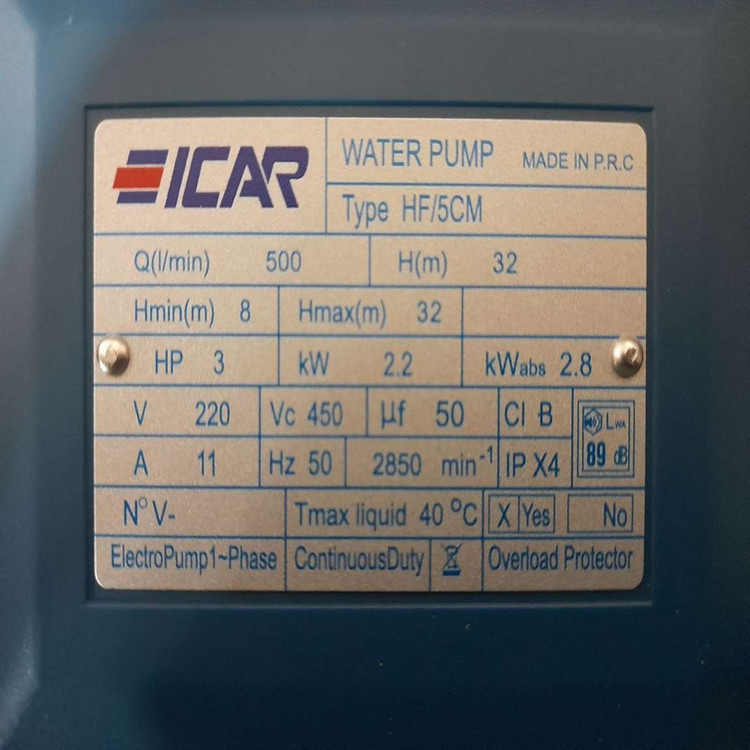 EICAR
WATER PUMP MADE IN P.R.C
Type HF/5CM
Q(l/min) 500 H(m) 32
Hmin(m) 8 Hmax(m) 32
HP 3 kW 2.2 kWabs 2.8
V 220 Vc 450 µf 50 Cl B LWA
A 11 Hz 50 2850 min-1 IP X4 89 dB
N° V- Tmax liquid 40 °C X Yes No
ElectroPump1~Phase ContinuousDuty Overload Protector